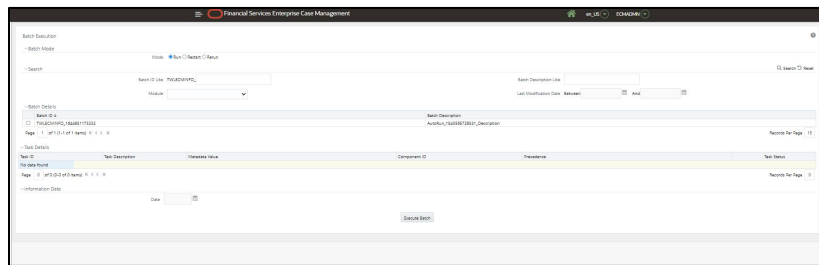 Financial Services Enterprise Case Management
en_US
ECMADMN
Batch Execution
Batch Mode
Mode Run Restart Rerun
Search
Search Reset
Batch ID Like TWLECMINFO_
Batch Description Like
Module
Last Modification Date Between And
Batch Details
Batch ID Batch Description
Page 1 of 1 (1-1 of 1 items)
Records Per Page 15
Task Details
Task ID Task Description Metadata Value Component ID Precedence Task Status
No data found
Page 0 of 0 (0-0 of 0 items)
Records Per Page 0
Information Date
Date
Execute Batch